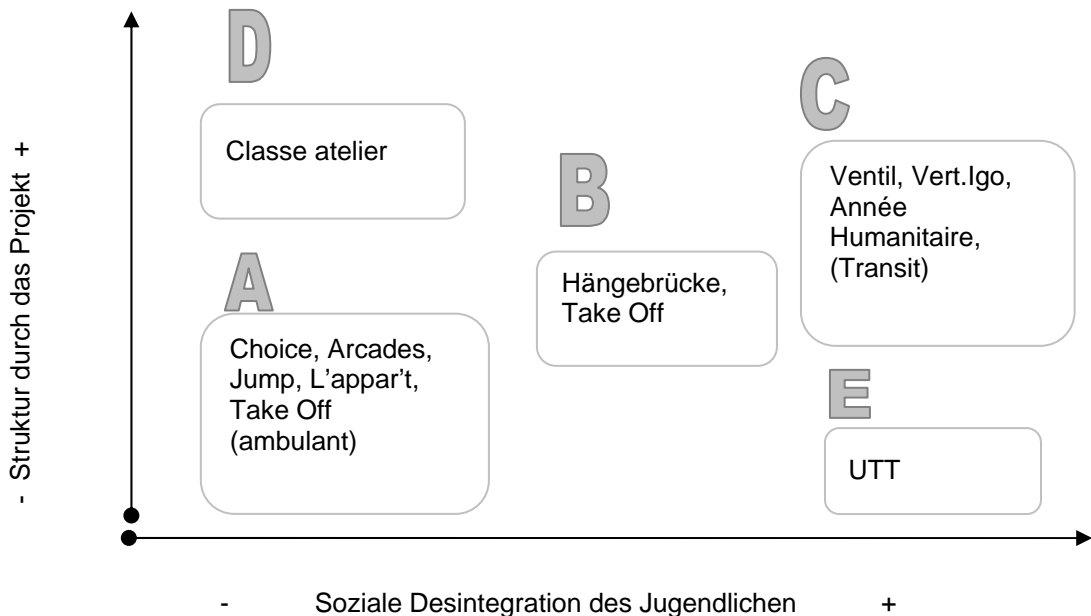 - Struktur durch das Projekt +
D
Classe atelier
A
Choice, Arcades,
Jump, L'appar't,
Take Off
(ambulant)
B
Hängebrücke,
Take Off
C
Ventil, Vert.Igo,
Année
Humanitaire,
(Transit)
E
UTT
- Soziale Desintegration des Jugendlichen +